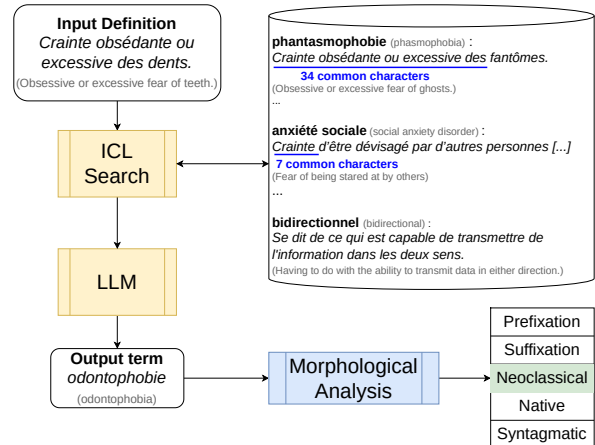 Input Definition
Crainte obsédante ou
excessive des dents.
(Obsessive or excessive fear of teeth.)
ICL
Search
LLM
Output term
odontophobie
(odontophobia)
phantasmophobie (phasmophobia) :
Crainte obsédante ou excessive des fantômes.
34 common characters
(Obsessive or excessive fear of ghosts.)
...
anxiété sociale (social anxiety disorder) :
Crainte d'être dévisagé par d'autres personnes [...]
7 common characters
(Fear of being stared at by others)
...
bidirectionnel (bidirectional) :
Se dit de ce qui est capable de transmettre de
l'information dans les deux sens.
(Having to do with the ability to transmit data in either direction.)
Morphological
Analysis
Prefixation
Suffixation
Neoclassical
Native
Syntagmatic